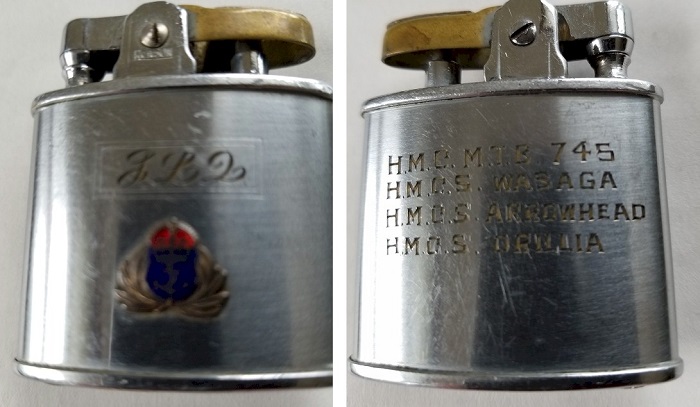 H.M.C. M.T.B 745
H.M.C.S. WASAGA
H.M.C.S. ARROWHEAD
H.M.C.S. ORILLIA